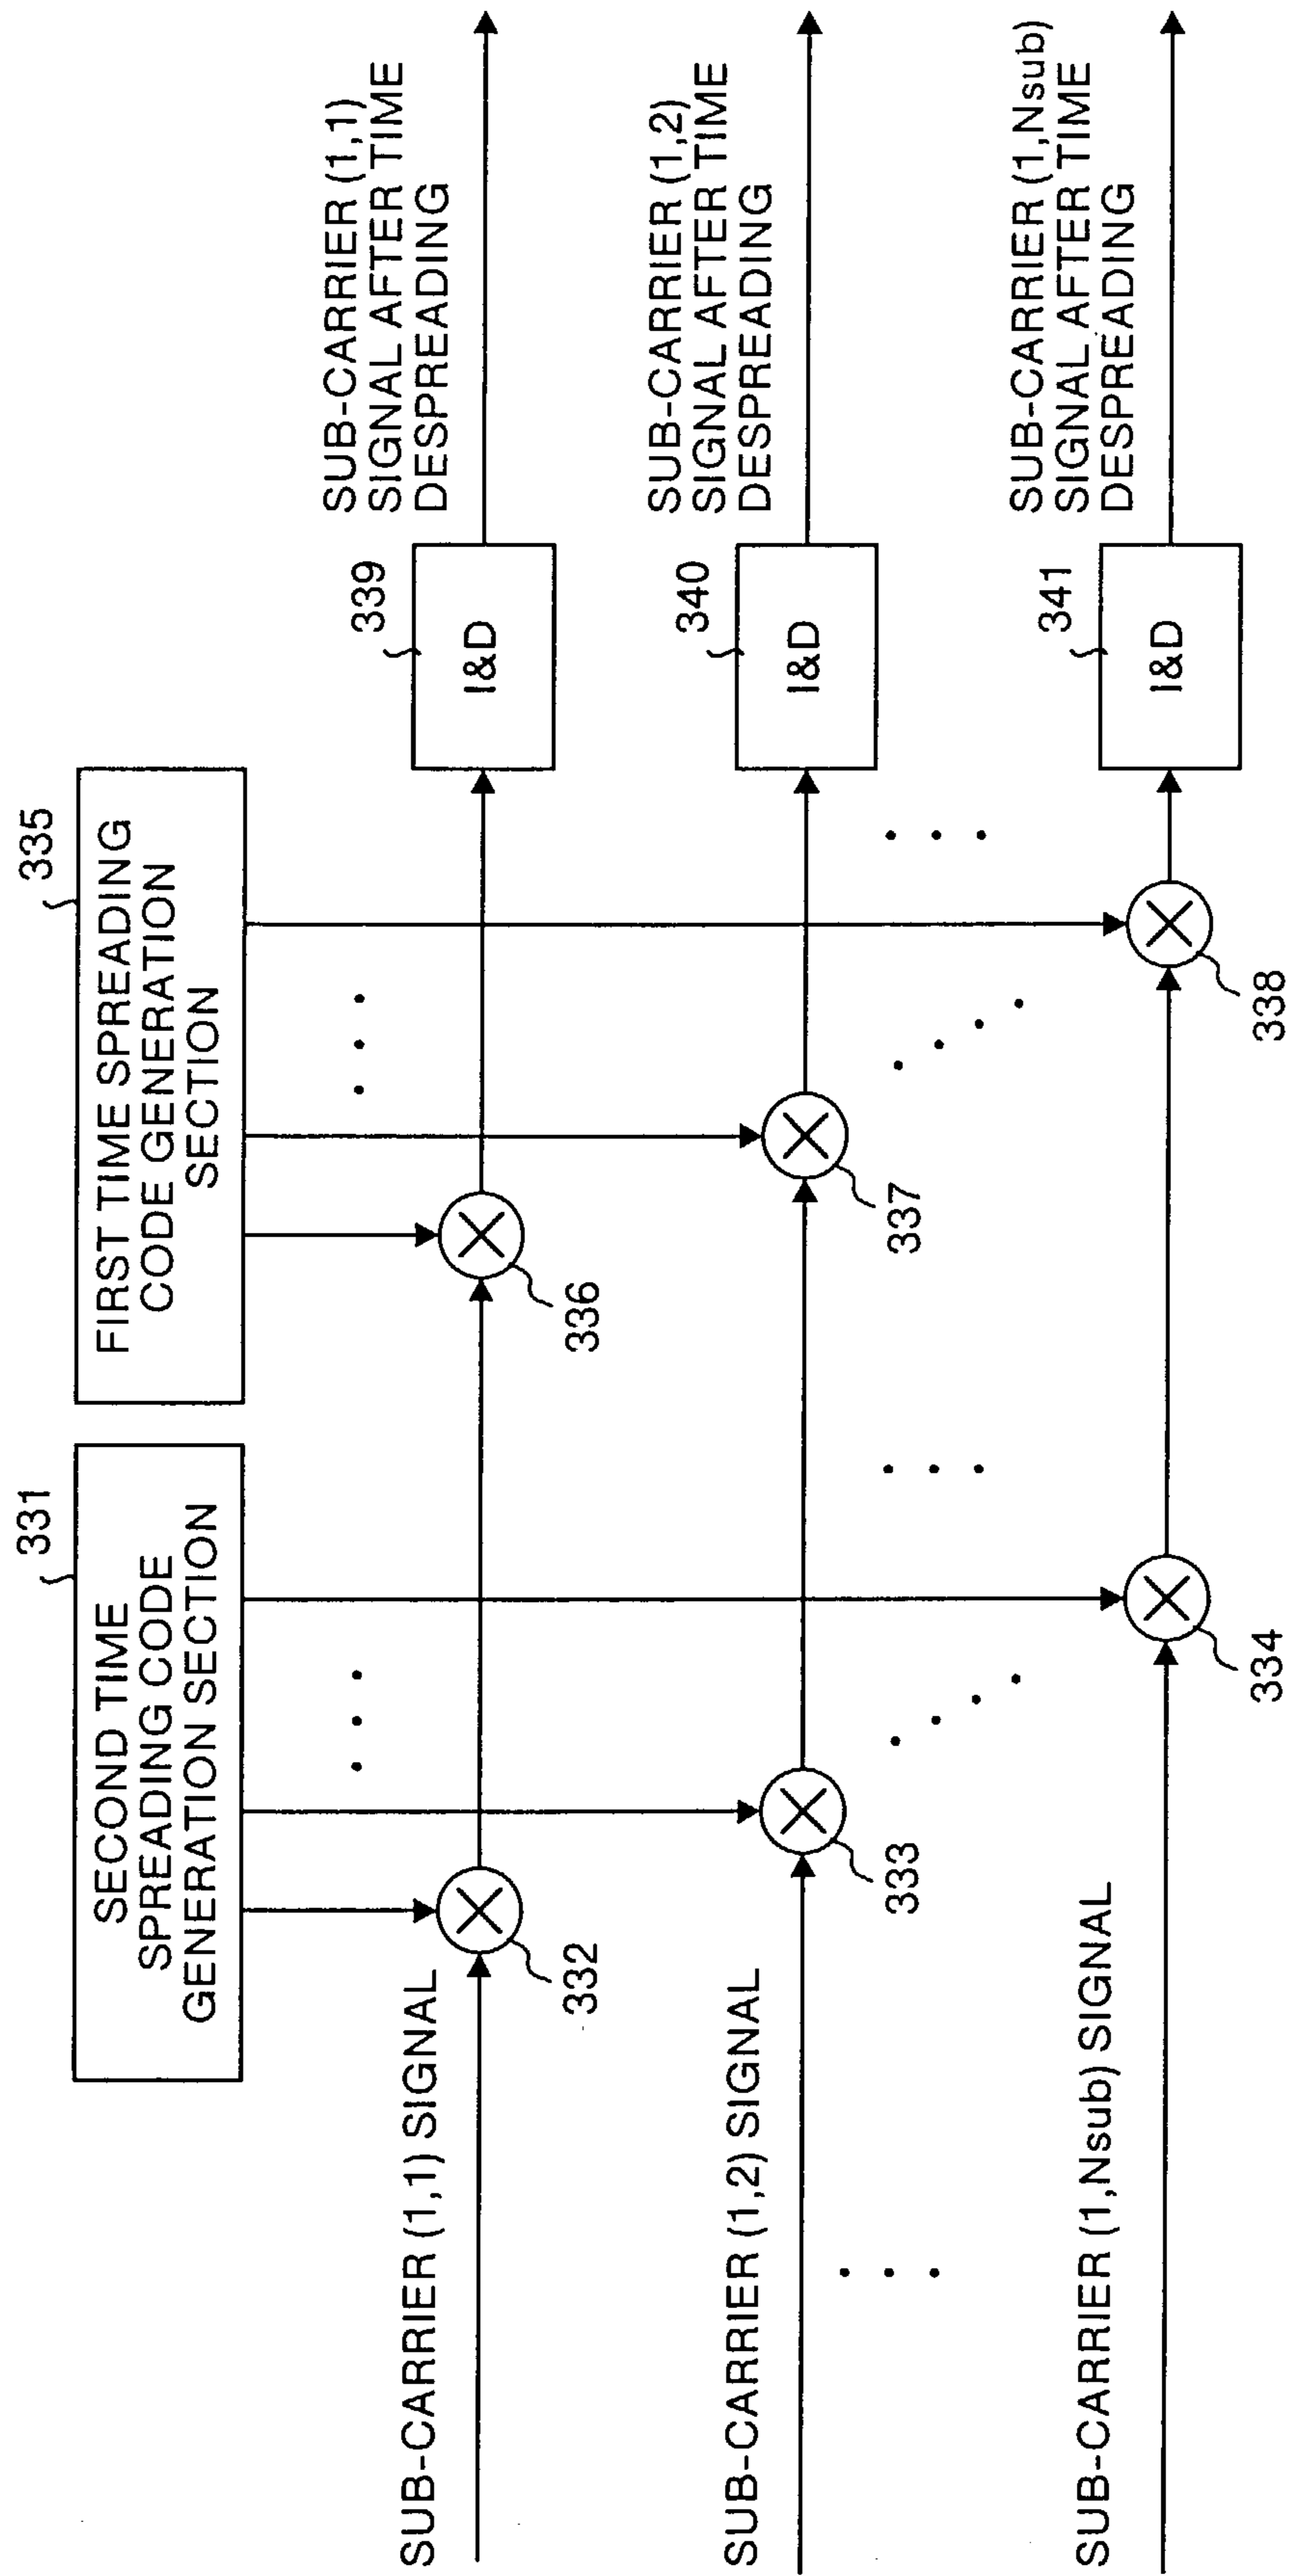 331
SECOND TIME
SPREADING CODE
GENERATION SECTION
335
FIRST TIME SPREADING
CODE GENERATION
SECTION
SUB-CARRIER (1,1) SIGNAL
332
336
339
I&D
SUB-CARRIER (1,1)
SIGNAL AFTER TIME
DESPREADING
SUB-CARRIER (1,2) SIGNAL
333
337
340
I&D
SUB-CARRIER (1,2)
SIGNAL AFTER TIME
DESPREADING
SUB-CARRIER (1,Nsub) SIGNAL
334
338
341
I&D
SUB-CARRIER (1,Nsub)
SIGNAL AFTER TIME
DESPREADING